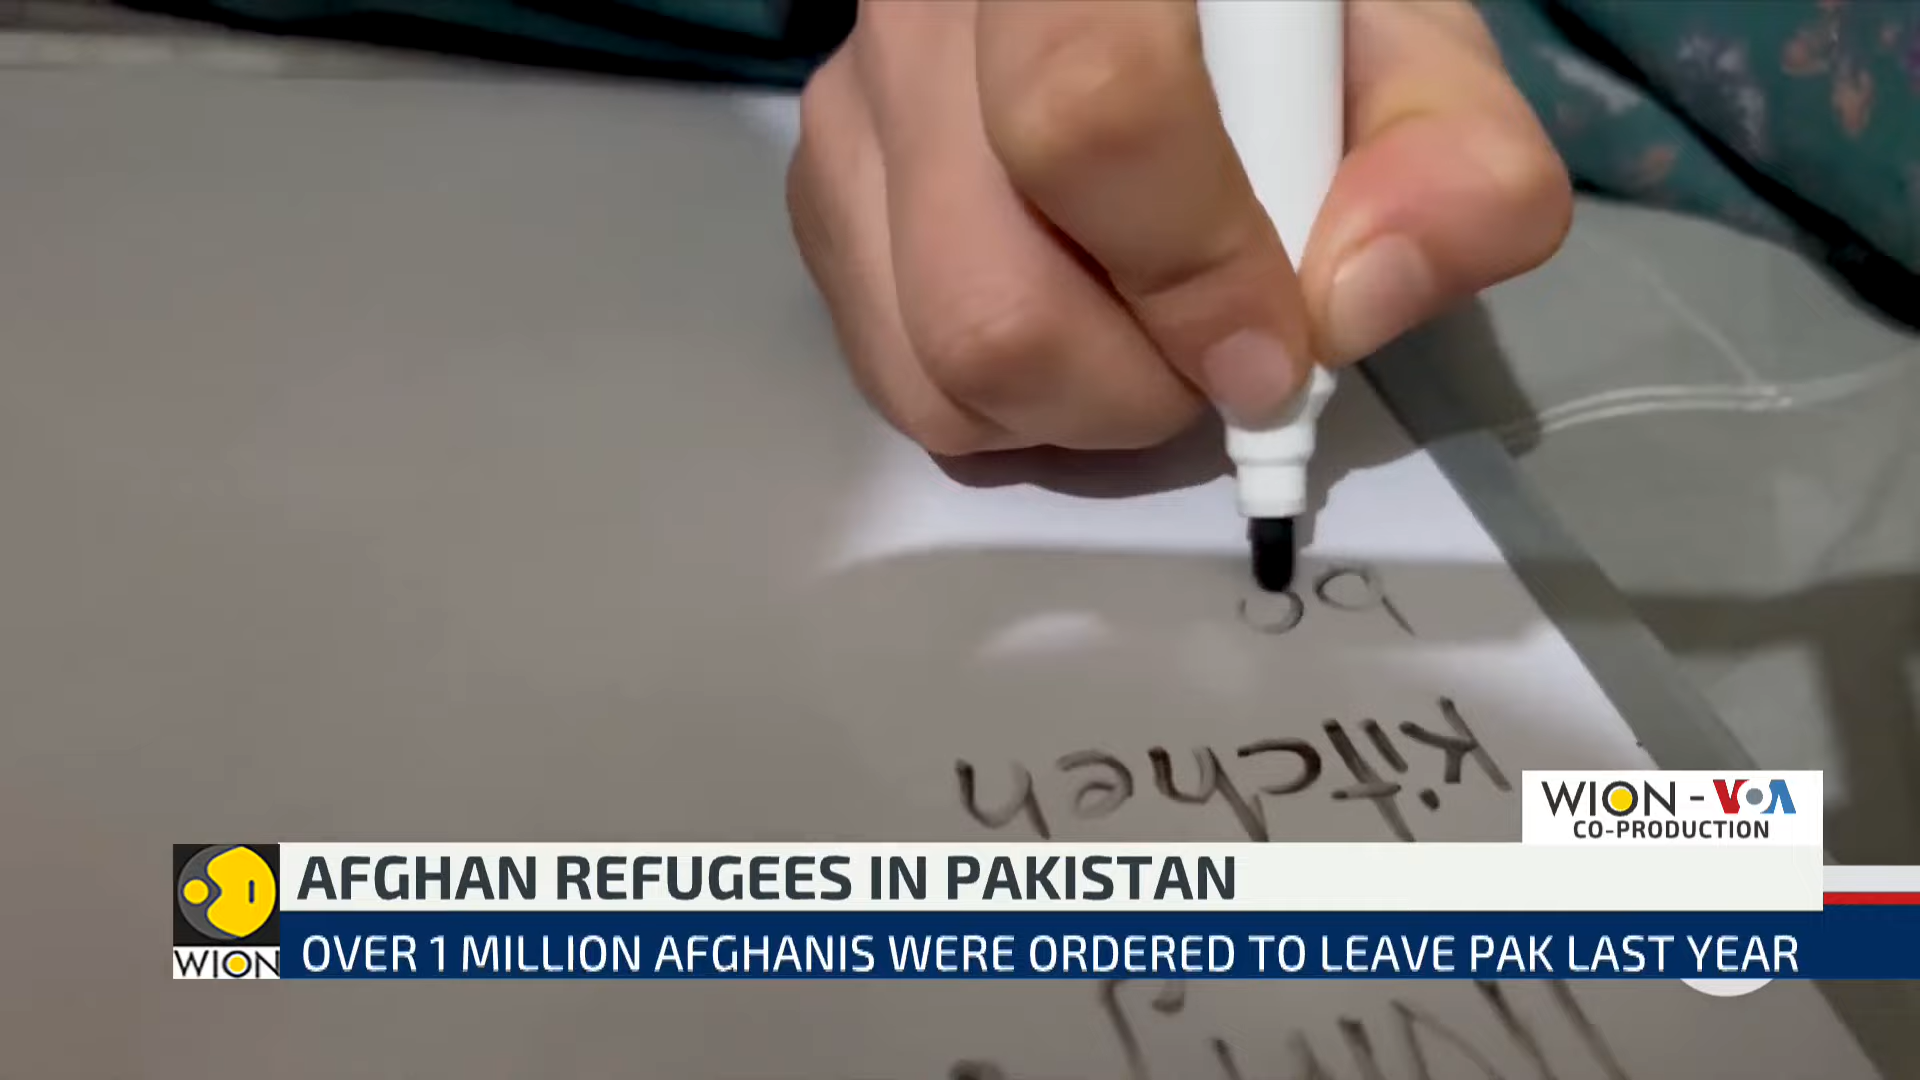 ba
kitchen
WION - VOA
CO-PRODUCTION
AFGHAN REFUGEES IN PAKISTAN
WION
OVER 1 MILLION AFGHANIS WERE ORDERED TO LEAVE PAK LAST YEAR